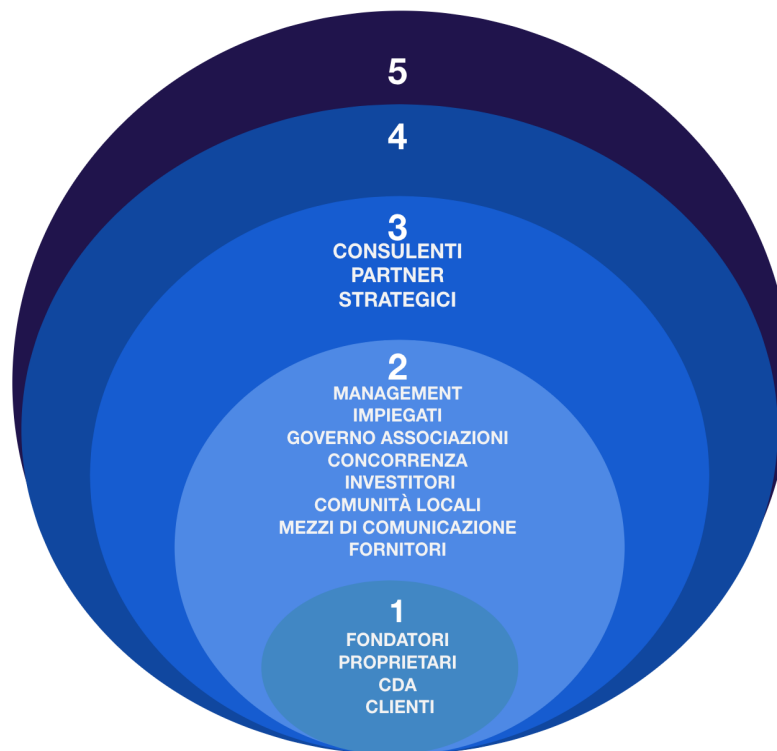 5
4
3
CONSULENTI
PARTNER
STRATEGICI
2
MANAGEMENT
IMPIEGATI
GOVERNO ASSOCIAZIONI
CONCORRENZA
INVESTITORI
COMUNITÀ LOCALI
MEZZI DI COMUNICAZIONE
FORNITORI
1
FONDATORI
PROPRIETARI
CDA
CLIENTI